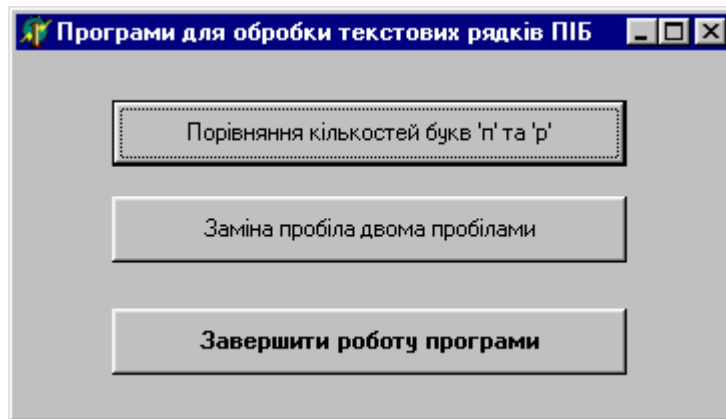 Програми для обробки текстових рядків ПІБ
Порівняння кількостей букв 'п' та 'р'
Заміна пробіла двома пробілами
Завершити роботу програми